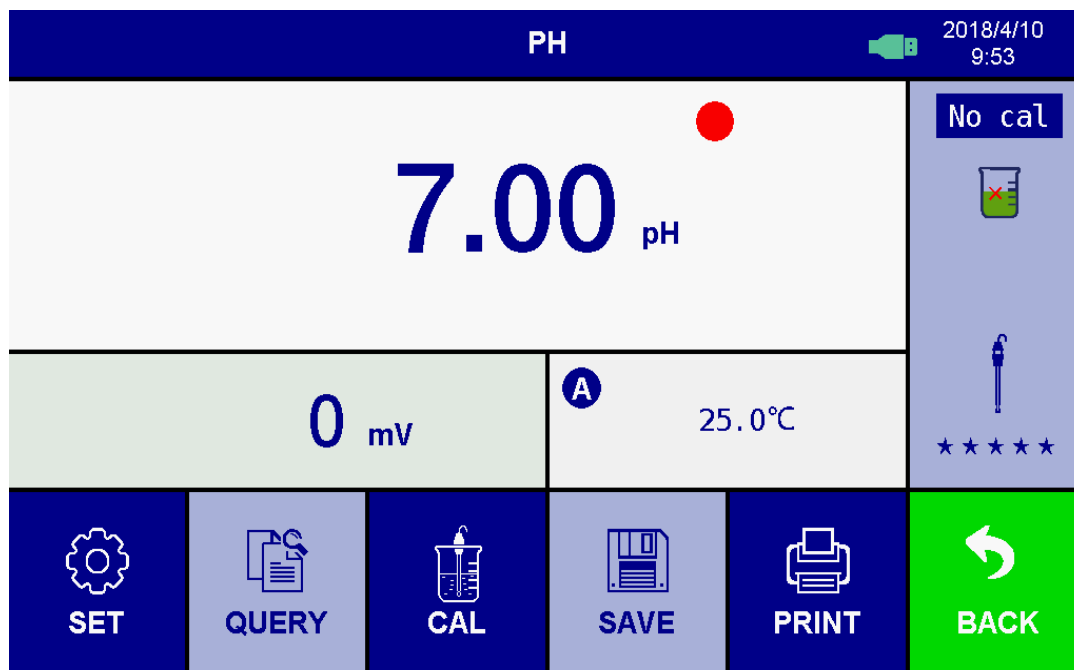 PH
2018/4/10
9:53
No cal
7.00 pH
0 mV
A
25.0℃
★★★★★
SET
QUERY
CAL
SAVE
PRINT
BACK